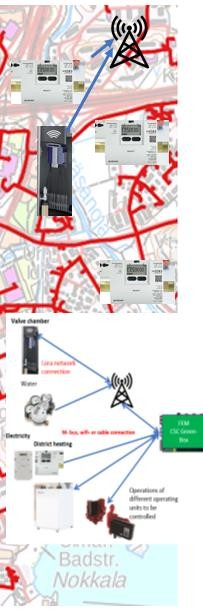 Valve chamber
Lora network
connection
Water
M- bus, wifi- or cable connection
Electricity
District heating
FEM
CSC Green
Box
Operations of
different operating
units to be
controlled
Badstr.
Nokkala